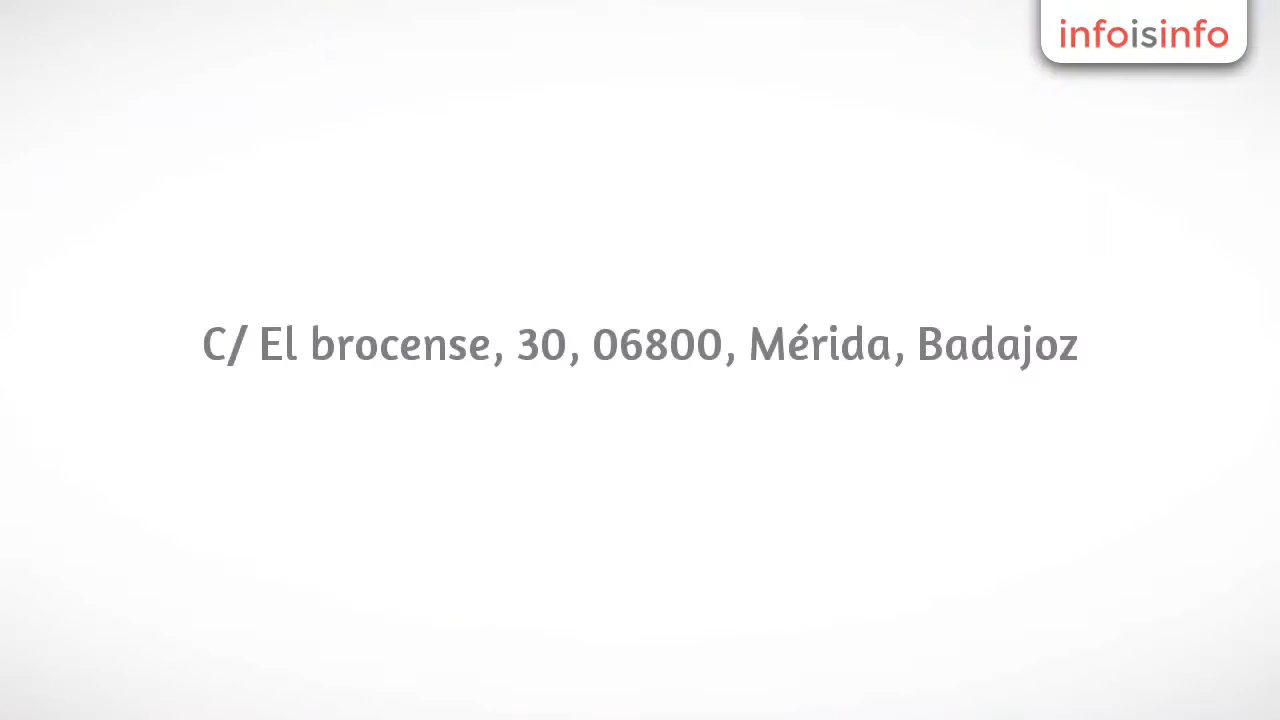 infoisinfo
C/ El brocense, 30, 06800, Mérida, Badajoz